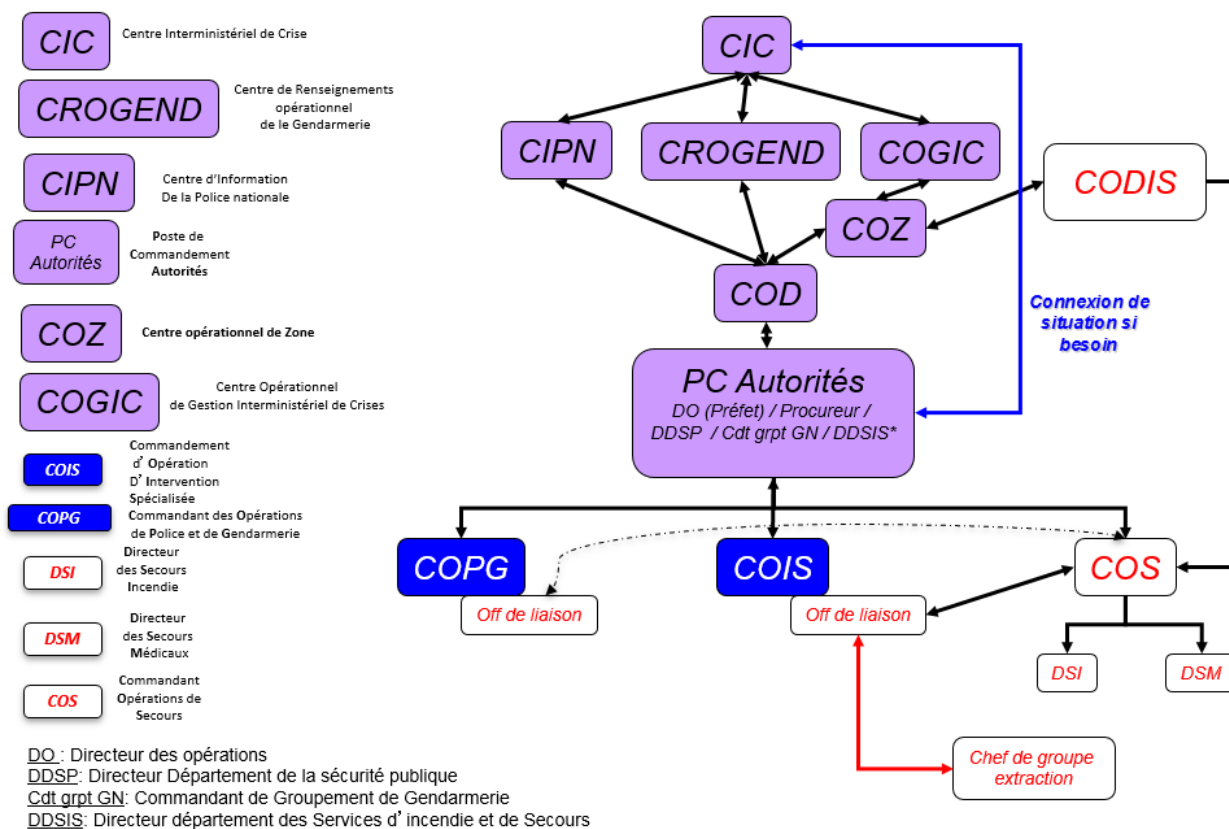 CIC
Centre Interministériel de Crise
CROGEND
Centre de Renseignements
opérationnel
de le Gendarmerie
CIPN
Centre d'Information
De la Police nationale
PC
Autorités
Poste de
Commandement
Autorités
COZ
Centre opérationnel de Zone
COGIC
Centre Opérationnel
de Gestion Interministériel de Crises
COIS
Commandement
d' Opération
D' Intervention
Spécialisée
COPG
Commandant des Opérations
de Police et de Gendarmerie
DSI
Directeur
des Secours
Incendie
DSM
Directeur
des Secours
Médicaux
COS
Commandant
Opérations de
Secours
DO : Directeur des opérations
DDSP: Directeur Département de la sécurité publique
Cdt grpt GN: Commandant de Groupement de Gendarmerie
DDSIS: Directeur département des Services d' incendie et de Secours
CIC
CIPN
CROGEND
COGIC
CODIS
COZ
COD
Connexion de
situation si
besoin
PC Autorités
DO (Préfet) / Procureur /
DDSP / Cdt grpt GN / DDSIS*
COPG
Off de liaison
COIS
Off de liaison
COS
DSI
DSM
Chef de groupe
extraction